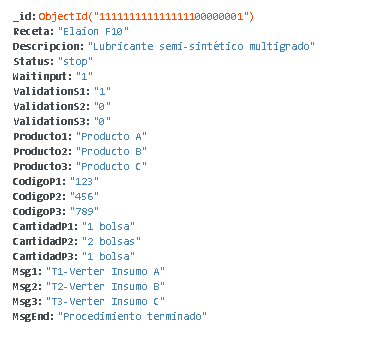 _id: ObjectId("111111111111111100000001")
Receta: "Elaion F10"
Descripcion: "Lubricante semi-sintético multigrado"
Status: "stop"
Waitinput: "1"
ValidationS1: "1"
ValidationS2: "0"
ValidationS3: "0"
Producto1: "Producto A"
Producto2: "Producto B"
Producto3: "Producto C"
CodigoP1: "123"
CodigoP2: "456"
CodigoP3: "789"
CantidadP1: "1 bolsa"
CantidadP2: "2 bolsas"
CantidadP3: "1 bolsa"
Msg1: "T1-Verter Insumo A"
Msg2: "T2-Verter Insumo B"
Msg3: "T3-Verter Insumo C"
MsgEnd: "Procedimiento terminado"